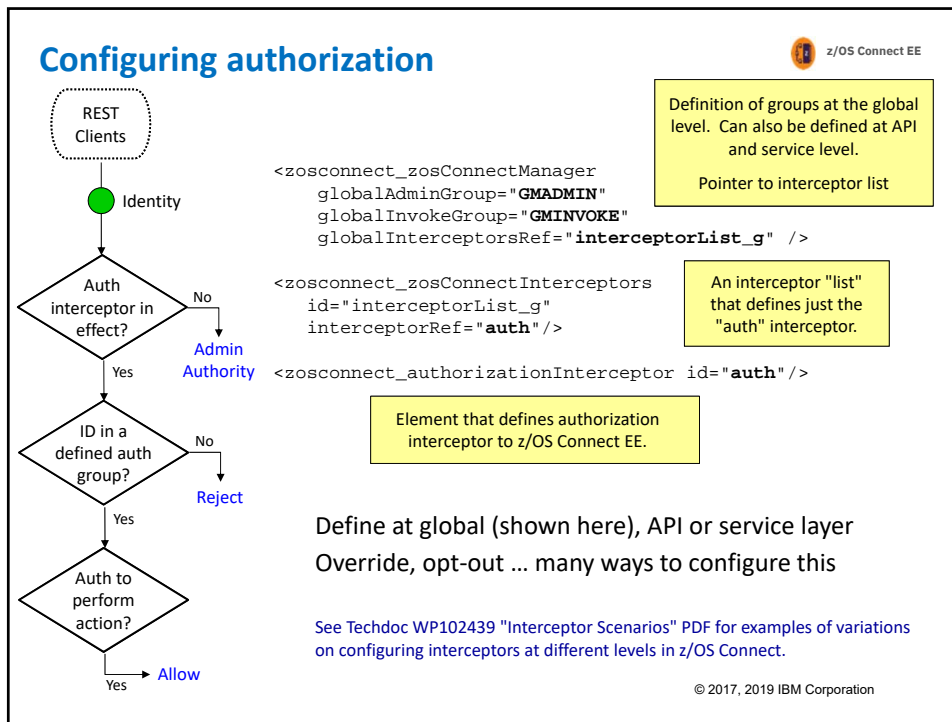 Configuring authorization
z/OS Connect EE
REST
Clients
Identity
Auth
interceptor in
effect?
No
Admin
Authority
Yes
ID in a
defined auth
group?
No
Reject
Yes
Auth to
perform
action?
Yes
Allow
<zosconnect_zosConnectManager
globalAdminGroup="GMADMIN"
globalInvokeGroup="GMINVOKE"
globalInterceptorsRef="interceptorList_g" />
Definition of groups at the global
level. Can also be defined at API
and service level.
Pointer to interceptor list
<zosconnect_zosConnectInterceptors
id="interceptorList_g"
interceptorRef="auth"/>
An interceptor "list"
that defines just the
"auth" interceptor.
<zosconnect_authorizationInterceptor id="auth"/>
Element that defines authorization
interceptor to z/OS Connect EE.
Define at global (shown here), API or service layer
Override, opt-out … many ways to configure this
See Techdoc WP102439 "Interceptor Scenarios" PDF for examples of variations
on configuring interceptors at different levels in z/OS Connect.
© 2017, 2019 IBM Corporation